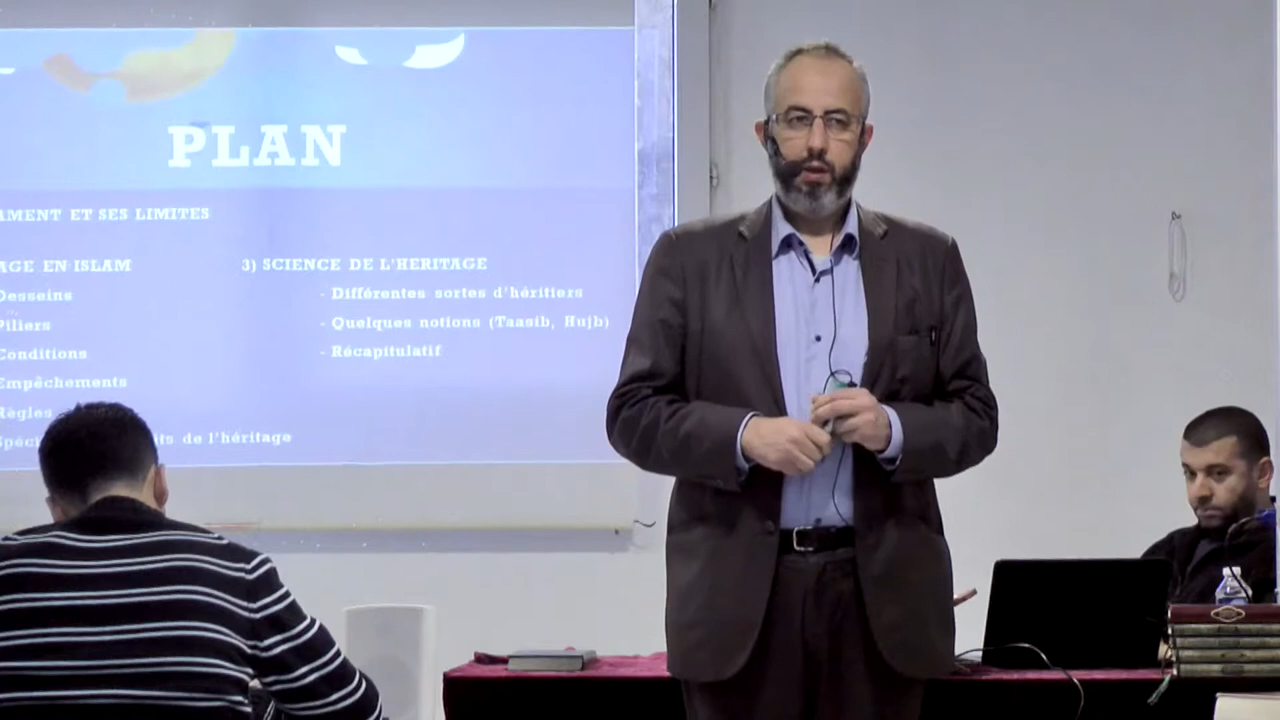 PLAN
AMENT ET SES LIMITES
AGE EN ISLAM
Desseins
Piliers
Conditions
Empêchements
Règles
its de l'héritage
3) SCIENCE DE L'HERITAGE
- Différentes sortes d'héritiers
- Quelques notions (Taasib, Hujb)
- Récapitulatif